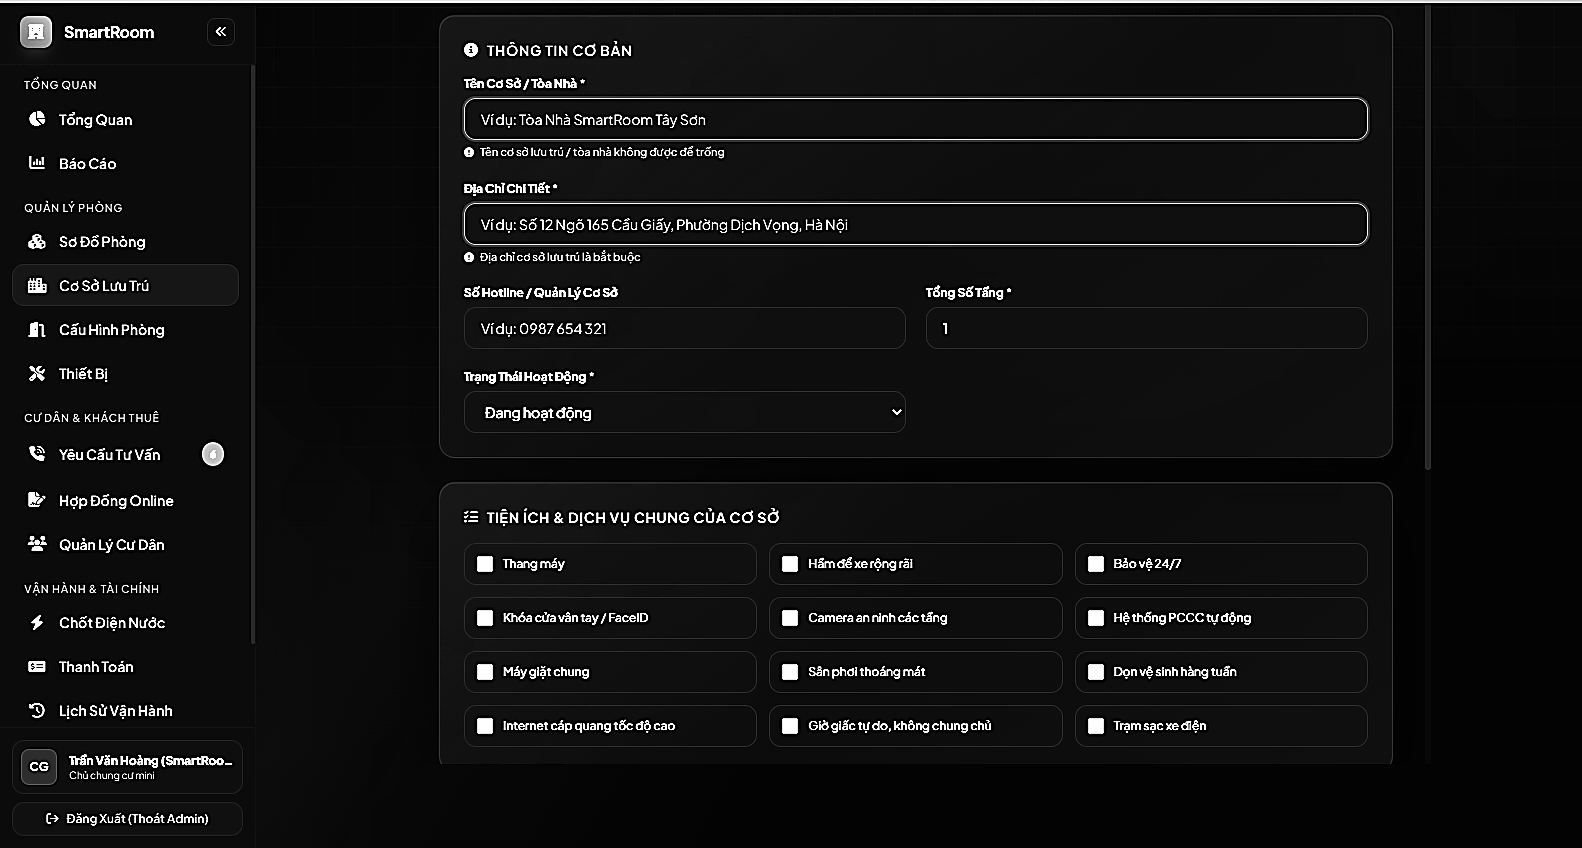 SmartRoom
TỔNG QUAN
Tổng Quan
Báo Cáo
QUẢN LÝ PHÒNG
Sơ Đồ Phòng
Cơ Sở Lưu Trú
Cấu Hình Phòng
Thiết Bị
CƯ DÂN & KHÁCH THUÊ
Yêu Cầu Tư Vấn
6
Hợp Đồng Online
Quản Lý Cư Dân
VẬN HÀNH & TÀI CHÍNH
Chốt Điện Nước
Thanh Toán
Lịch Sử Vận Hành
CG
Trần Văn Hoàng (SmartRoo...
Chủ chung cư mini
Đăng Xuất (Thoát Admin)
THÔNG TIN CƠ BẢN
Tên Cơ Sở / Tòa Nhà *
Ví dụ: Tòa Nhà SmartRoom Tây Sơn
Tên cơ sở lưu trú / tòa nhà không được để trống
Địa Chỉ Chi Tiết *
Ví dụ: Số 12 Ngõ 165 Cầu Giấy, Phường Dịch Vọng, Hà Nội
Địa chỉ cơ sở lưu trú là bắt buộc
Số Hotline / Quản Lý Cơ Sở
Tổng Số Tầng *
Ví dụ: 0987 654 321
1
Trạng Thái Hoạt Động *
Đang hoạt động
TIỆN ÍCH & DỊCH VỤ CHUNG CỦA CƠ SỞ
Thang máy
Hầm để xe rộng rãi
Bảo vệ 24/7
Khóa cửa vân tay / FaceID
Camera an ninh các tầng
Hệ thống PCCC tự động
Máy giặt chung
Sân phơi thoáng mát
Dọn vệ sinh hàng tuần
Internet cáp quang tốc độ cao
Giờ giấc tự do, không chung chủ
Trạm sạc xe điện